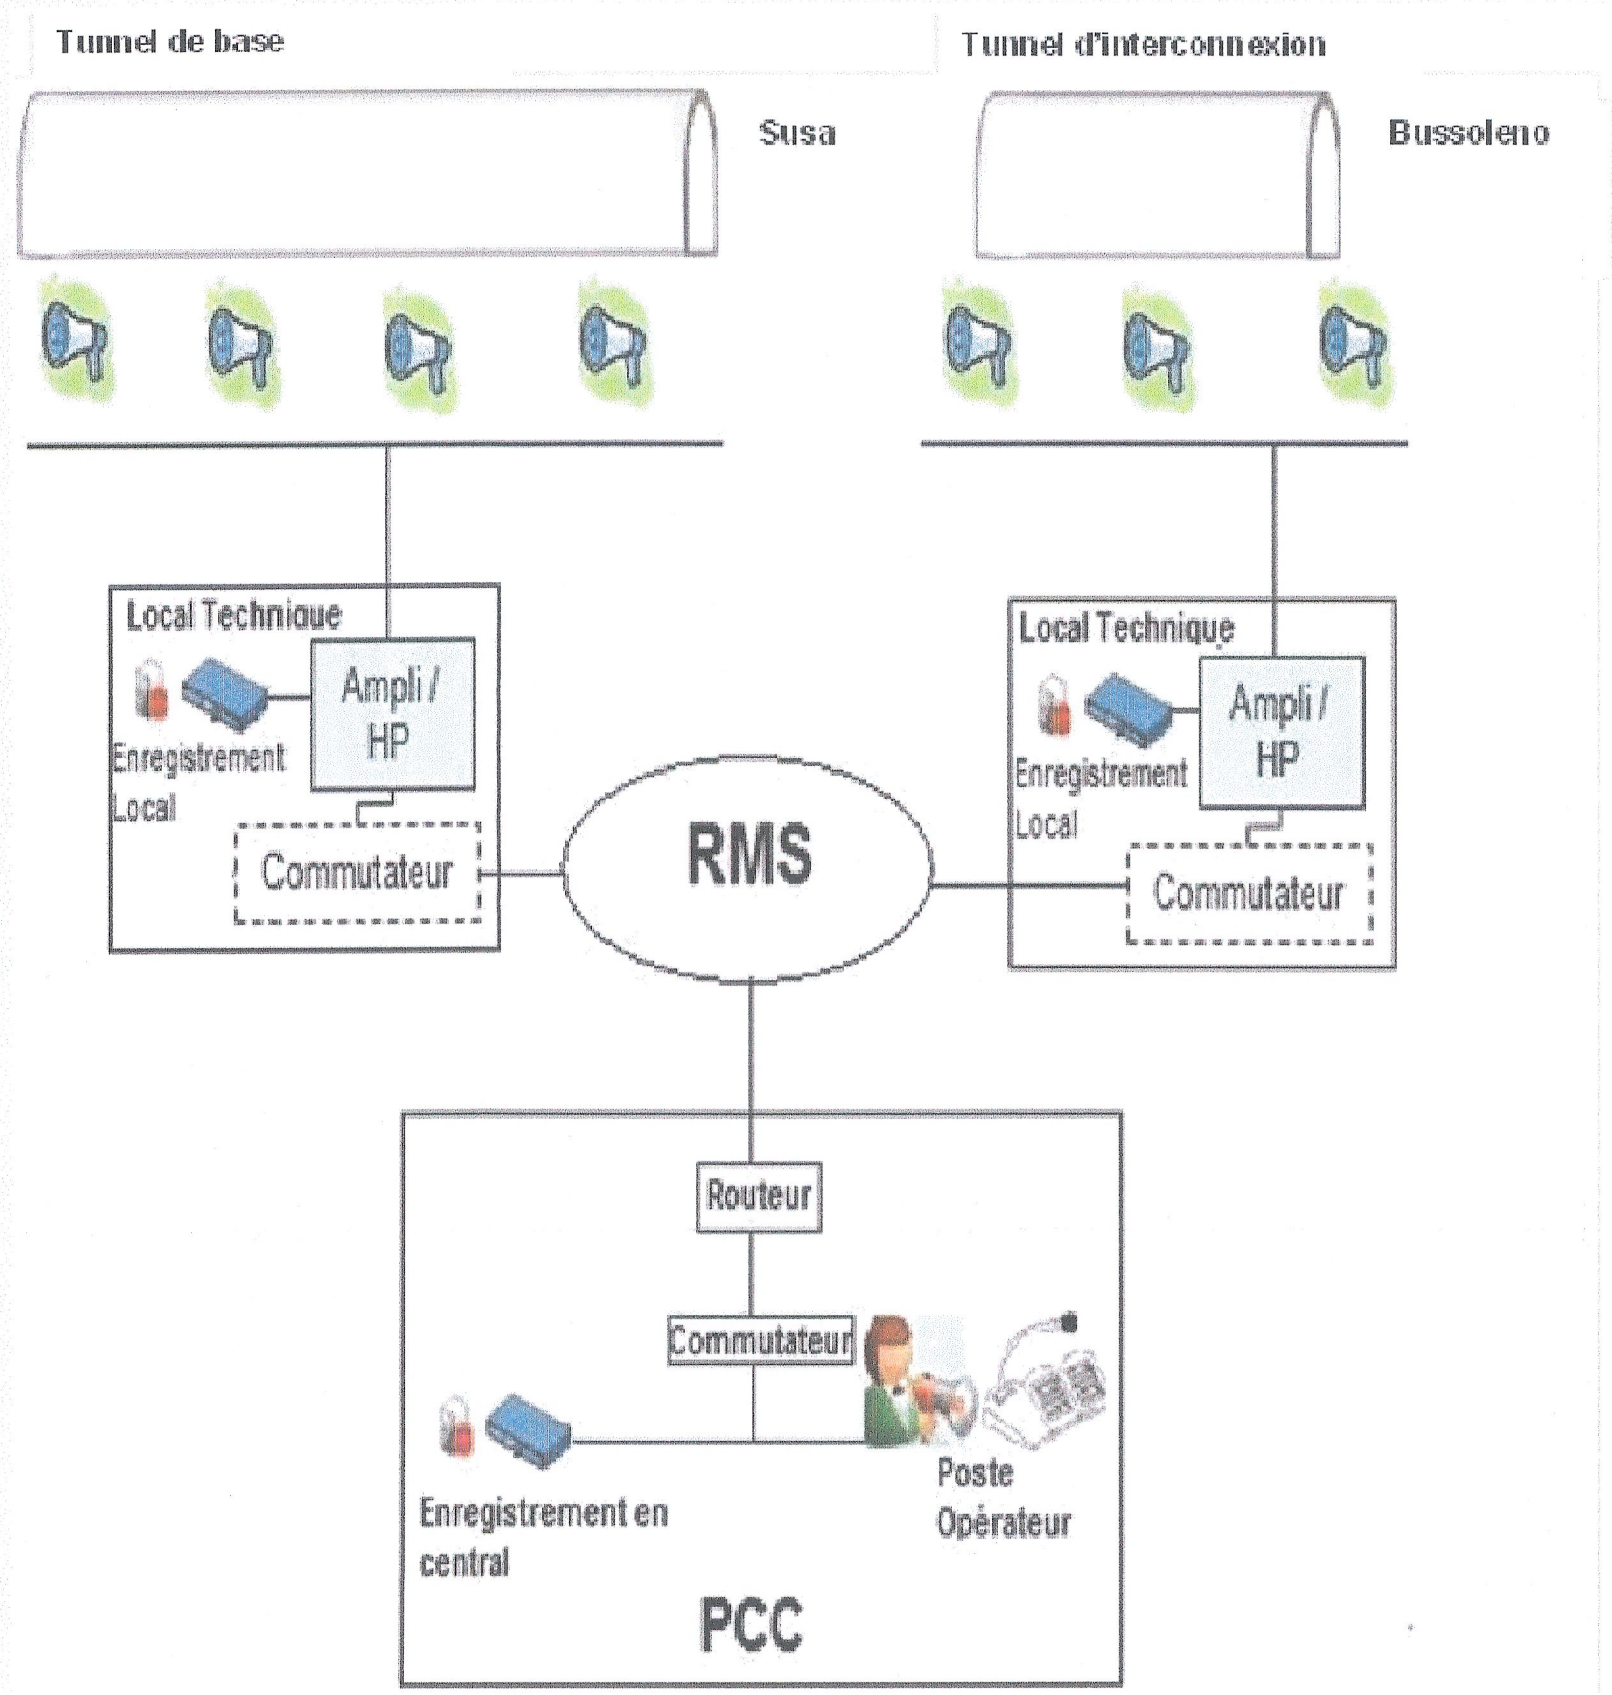 Tunnel de base
Tunnel d'interconnexion
Susa
Bussoleno
Local Technique
Ampli /
HP
Enregistrement
Local
Commutateur
Local Technique
Ampli /
HP
Enregistrement
Local
Commutateur
RMS
Routeur
Commutateur
Poste
Opérateur
Enregistrement en
central
PCC